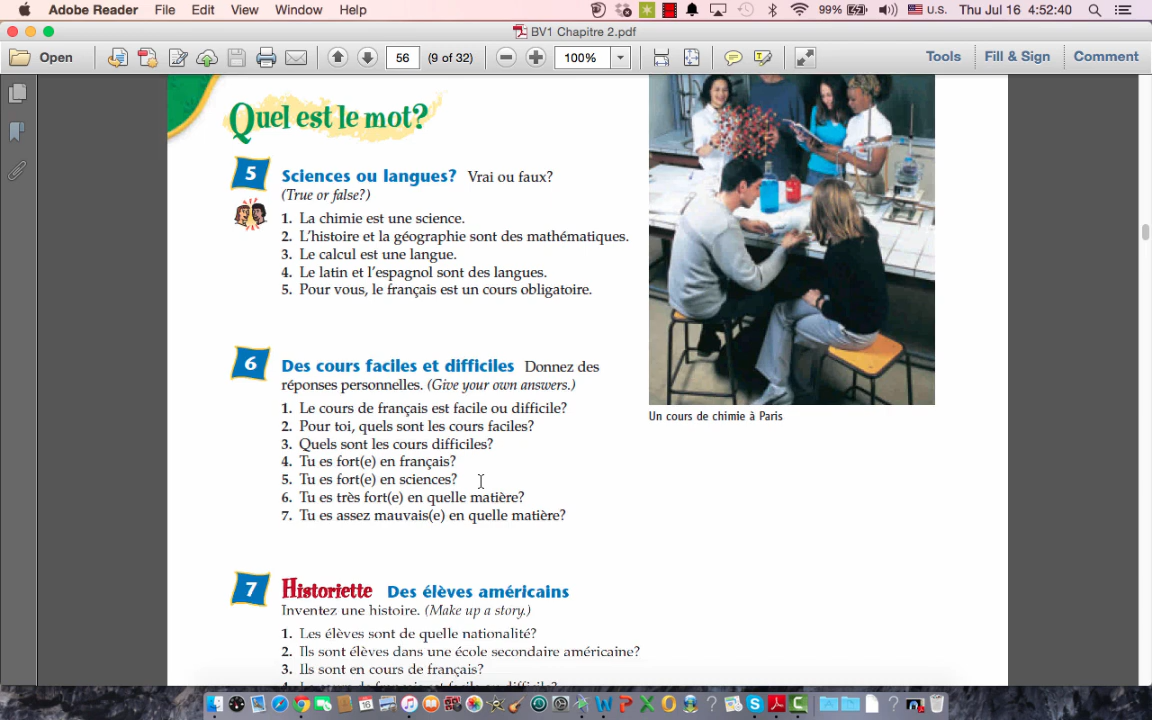 Adobe Reader File Edit View Window Help 99% U.S. Thu Jul 16 4:52:40
BV1 Chapitre 2.pdf
Open 56 (9 of 32) 100% Tools Fill & Sign Comment
Quel est le mot?
5 Sciences ou langues? Vrai ou faux?
(True or false?)
1. La chimie est une science.
2. L'histoire et la géographie sont des mathématiques.
3. Le calcul est une langue.
4. Le latin et l'espagnol sont des langues.
5. Pour vous, le français est un cours obligatoire.
Un cours de chimie à Paris
6 Des cours faciles et difficiles Donnez des
réponses personnelles. (Give your own answers.)
1. Le cours de français est facile ou difficile?
2. Pour toi, quels sont les cours faciles?
3. Quels sont les cours difficiles?
4. Tu es fort(e) en français?
5. Tu es fort(e) en sciences?
6. Tu es très fort(e) en quelle matière?
7. Tu es assez mauvais(e) en quelle matière?
7 Historiette Des élèves américains
Inventez une histoire. (Make up a story.)
1. Les élèves sont de quelle nationalité?
2. Ils sont élèves dans une école secondaire américaine?
3. Ils sont en cours de français?